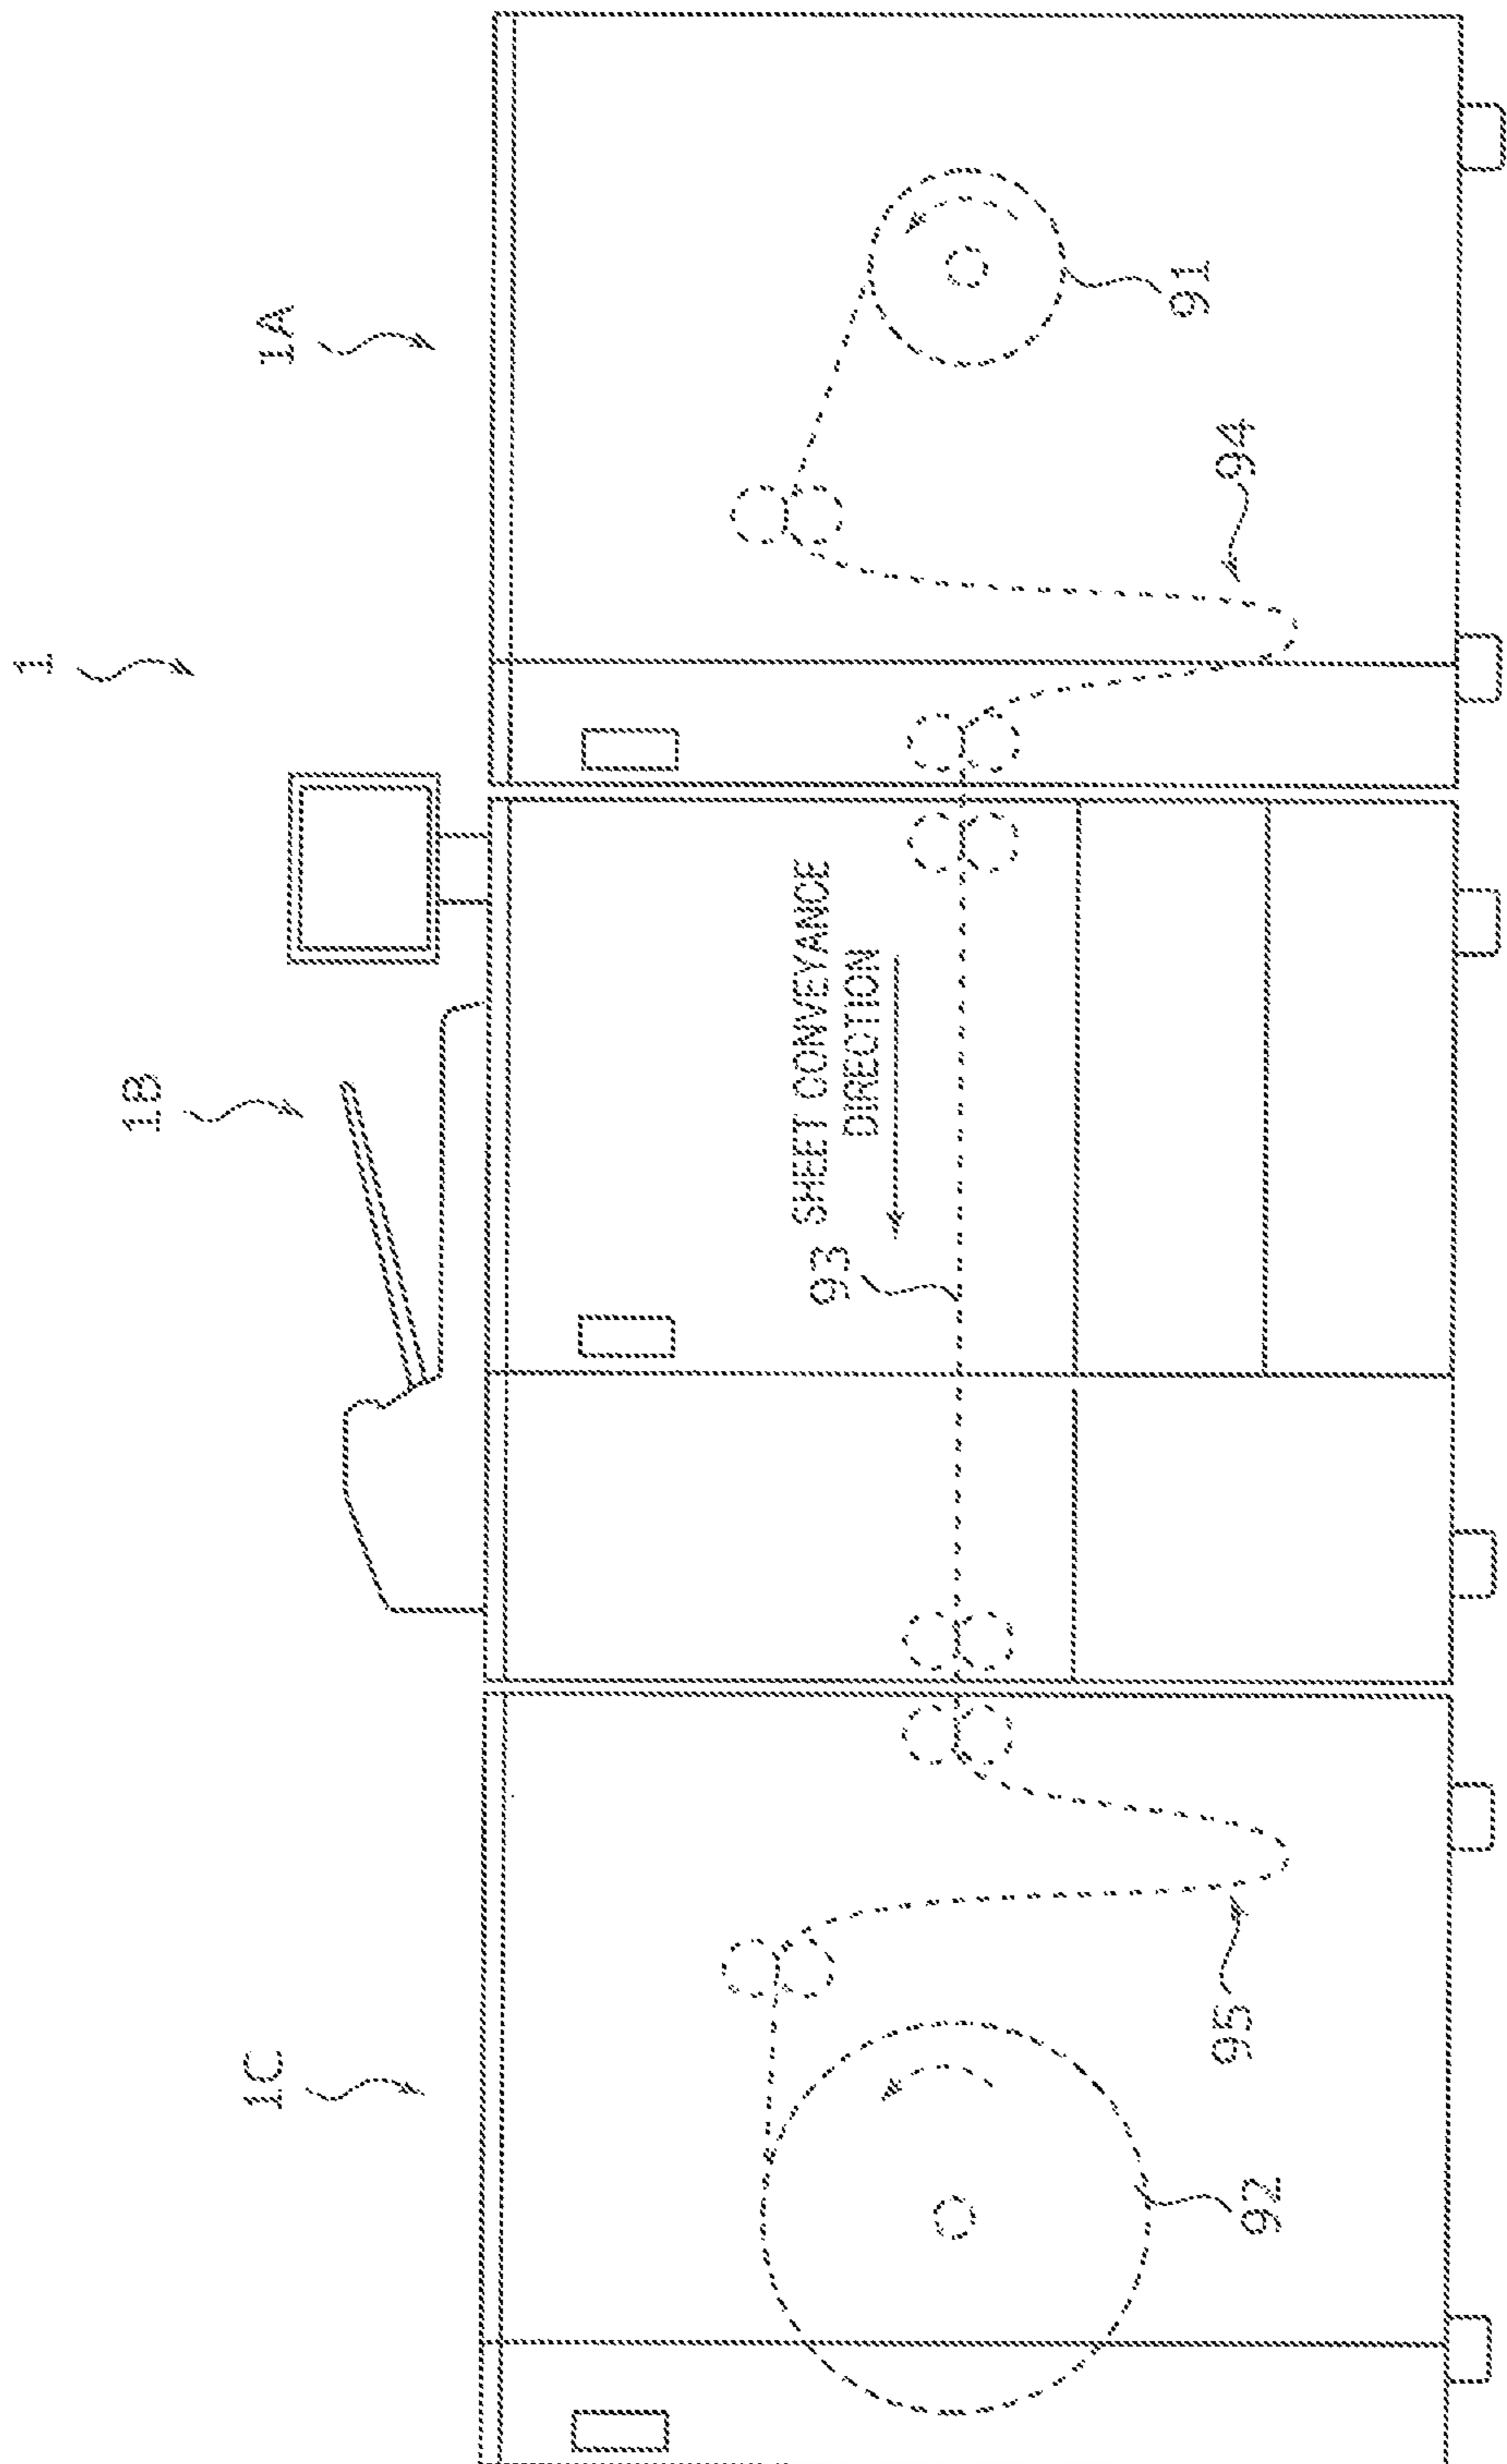 1
1A
1B
1C
SHEET CONVEYANCE
DIRECTION
93
91
94
95
92